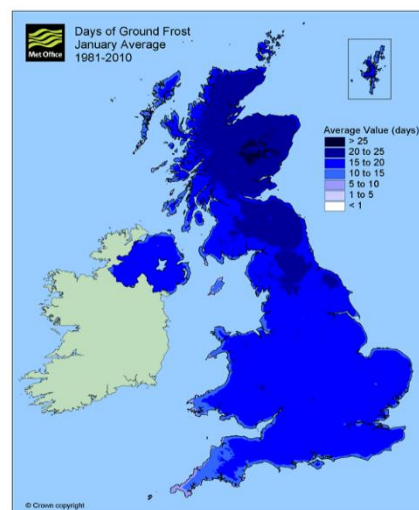 Met Office
Days of Ground Frost
January Average
1981-2010
Average Value (days)
> 25
20 to 25
15 to 20
10 to 15
5 to 10
1 to 5
< 1
© Crown copyright